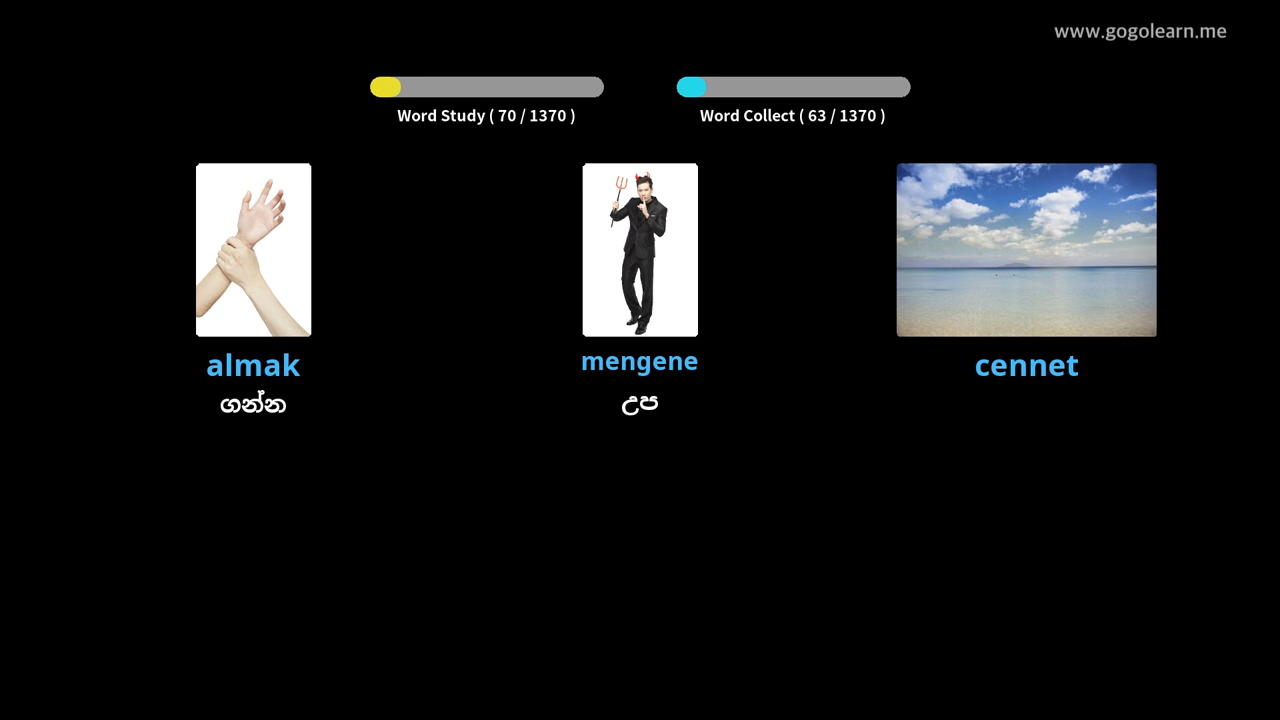 www.gogolearn.me
Word Study ( 70 / 1370 )
Word Collect ( 63 / 1370 )
almak
ගන්න
mengene
උප
cennet